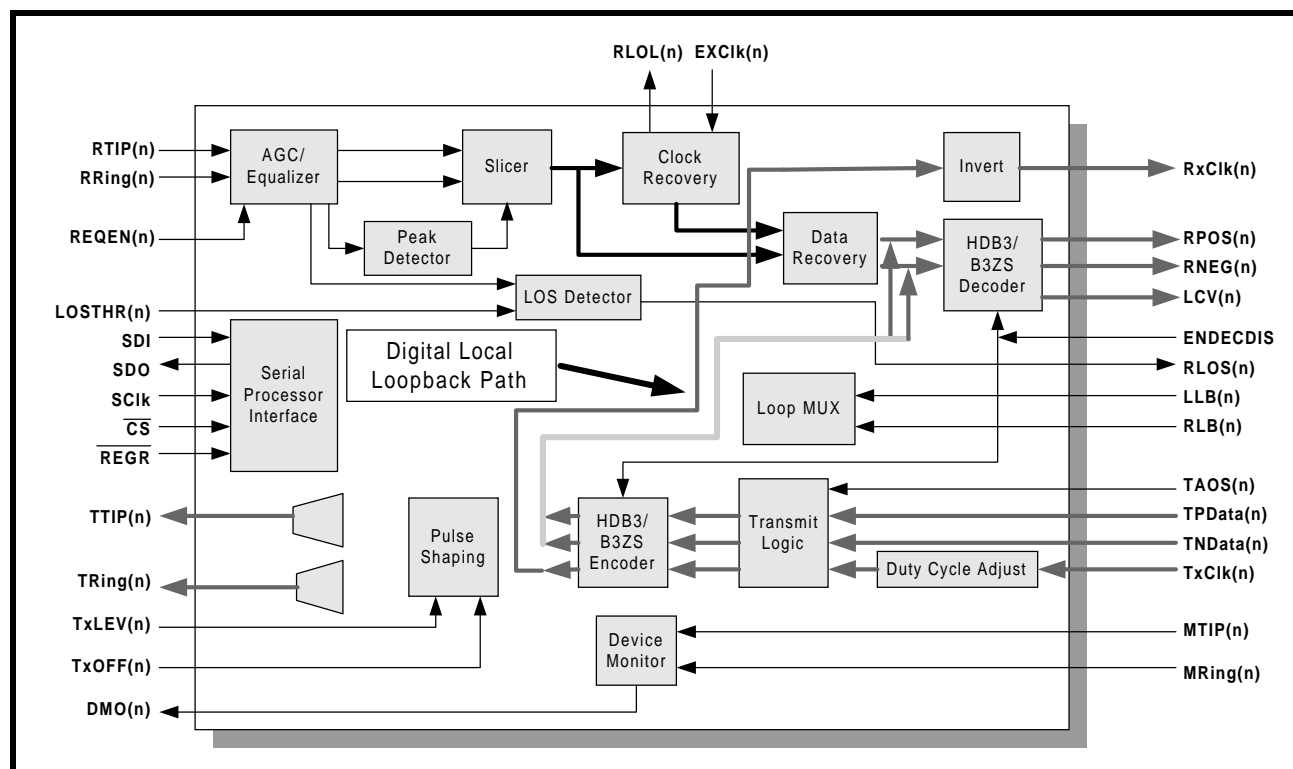 RLOL(n) EXClk(n)
RTIP(n)
RRing(n)
REQEN(n)
LOSTHR(n)
SDI
SDO
SClk
CS
REGR
TTIP(n)
TRing(n)
TxLEV(n)
TxOFF(n)
DMO(n)
AGC/
Equalizer
Peak
Detector
Slicer
LOS Detector
Clock
Recovery
Data
Recovery
Invert
HDB3/
B3ZS
Decoder
Serial
Processor
Interface
Digital Local
Loopback Path
Loop MUX
Pulse
Shaping
HDB3/
B3ZS
Encoder
Transmit
Logic
Duty Cycle Adjust
Device
Monitor
RxClk(n)
RPOS(n)
RNEG(n)
LCV(n)
ENDECDIS
RLOS(n)
LLB(n)
RLB(n)
TAOS(n)
TPData(n)
TNData(n)
TxClk(n)
MTIP(n)
MRing(n)